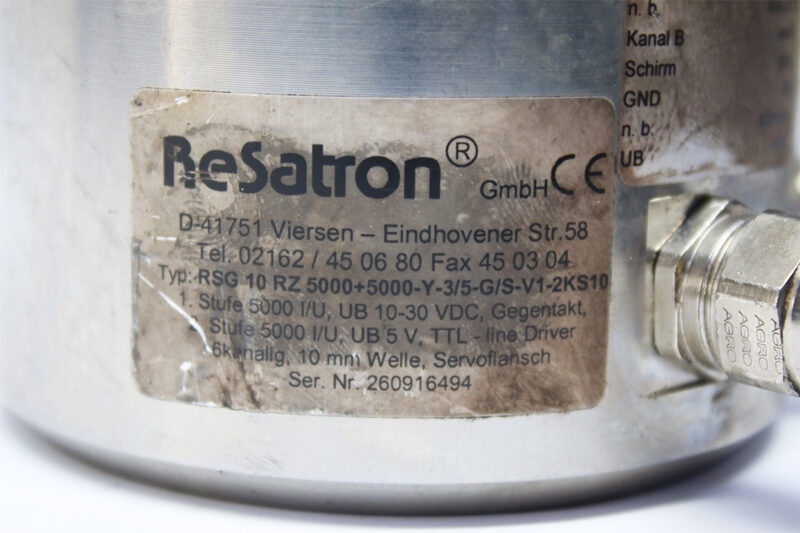 n. b.
Kanal B
Schirm
GND
n. b.
UB
ReSatron® GmbH CE
D-41751 Viersen – Eindhovener Str.58
Tel. 02162 / 45 06 80 Fax 45 03 04
Typ: RSG 10 RZ 5000+5000-Y-3/5-G/S-V1-2KS10
1. Stufe 5000 I/U, UB 10-30 VDC, Gegentakt,
Stufe 5000 I/U, UB 5 V, TTL - line Driver
6kanalig, 10 mm Welle, Servoflansch
Ser. Nr. 260916494
AGRO
AGRO
AGRO
AGRO